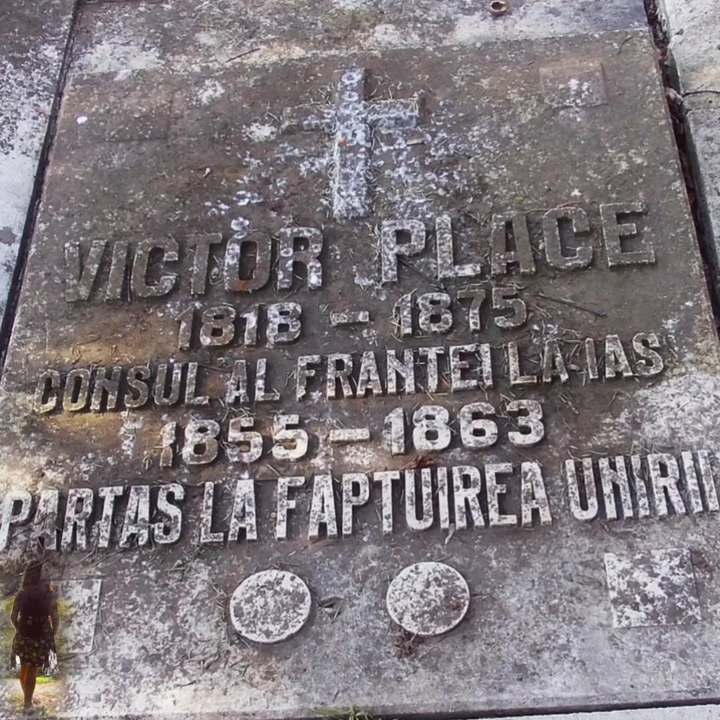 VICTOR PLACE
1818 – 1875
CONSUL AL FRANTEI LA IAS
1855 – 1863
PARTAS LA FAPTUIREA UNIRII